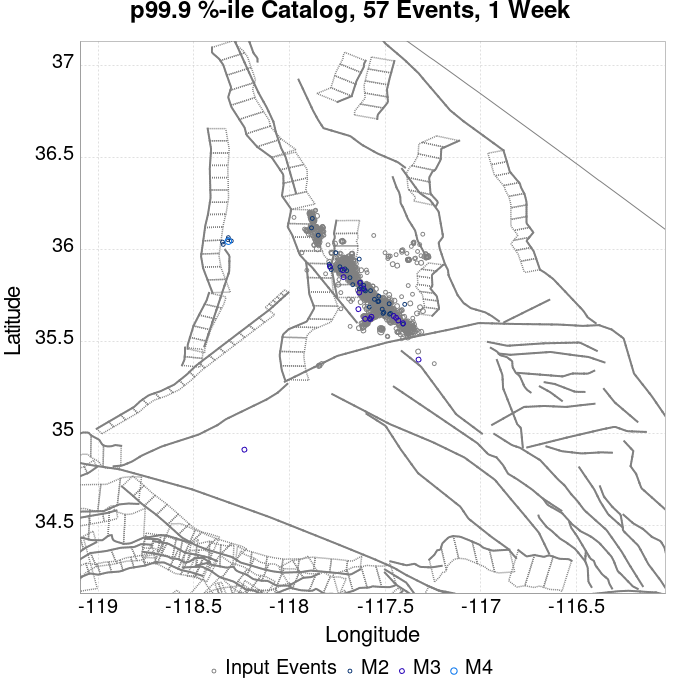 p99.9 %-ile Catalog, 57 Events, 1 Week
37
36.5
36
35.5
35
34.5
Latitude
-119 -118.5 -118 -117.5 -117 -116.5
Longitude
Input Events M2 M3 M4